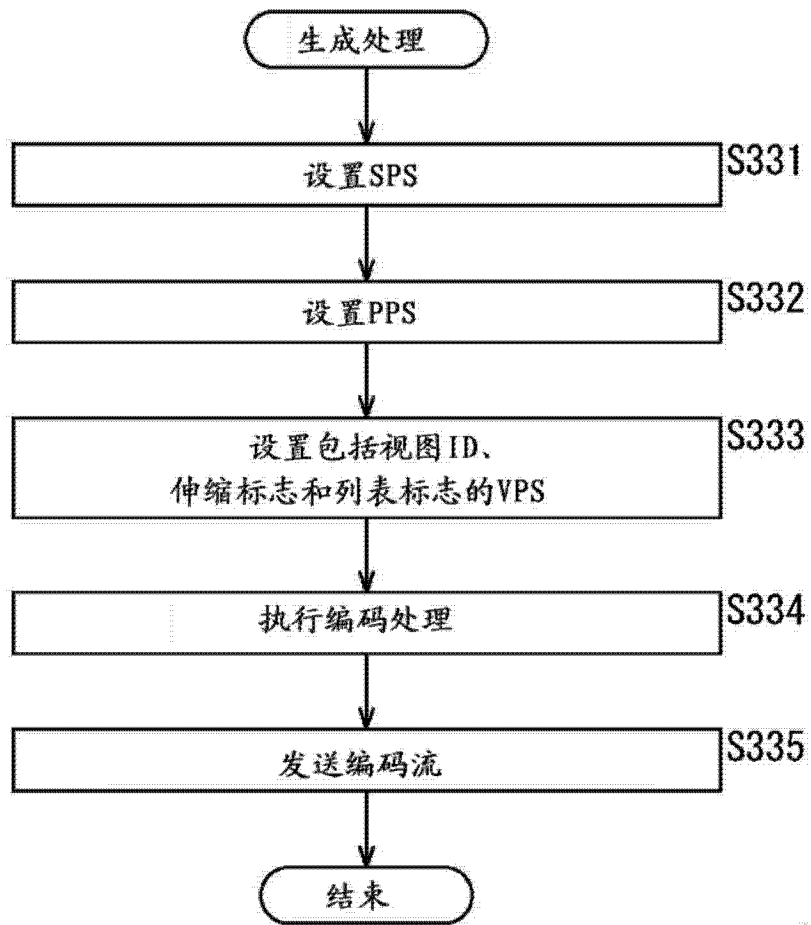 生成处理
设置SPS
S331
设置PPS
S332
设置包括视图ID、
伸缩标志和列表标志的VPS
S333
执行编码处理
S334
发送编码流
S335
结束